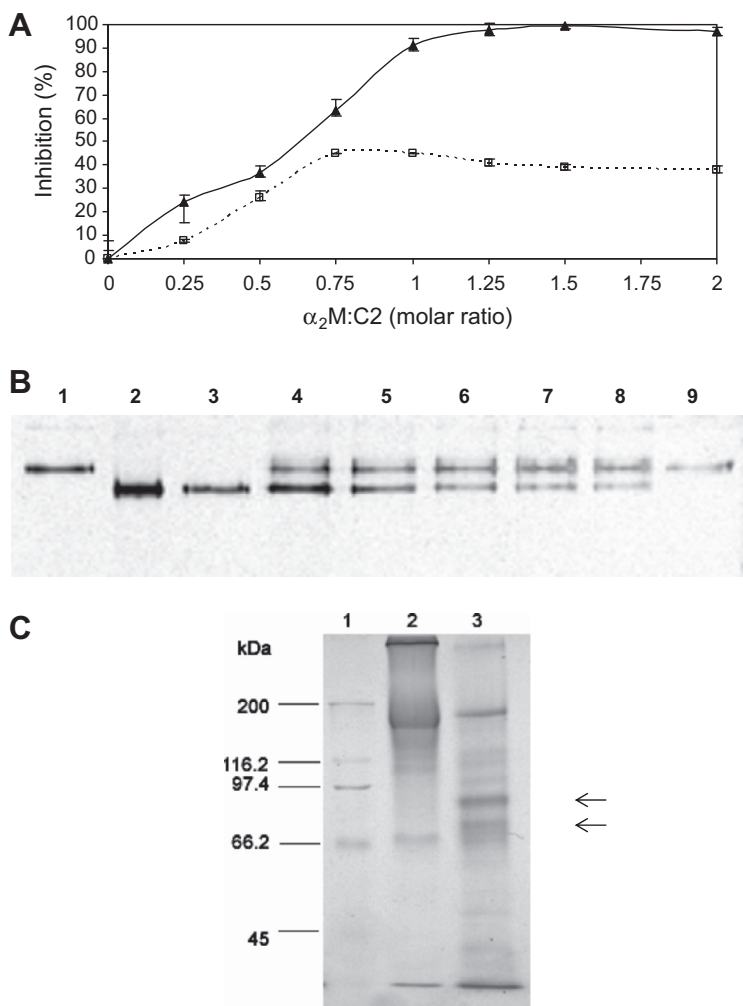 A
Inhibition (%)
100
90
80
70
60
50
40
30
20
10
0
0 0.25 0.5 0.75 1 1.25 1.5 1.75 2
α₂M:C2 (molar ratio)
B
1 2 3 4 5 6 7 8 9
C
1 2 3
kDa
200
116.2
97.4
66.2
45